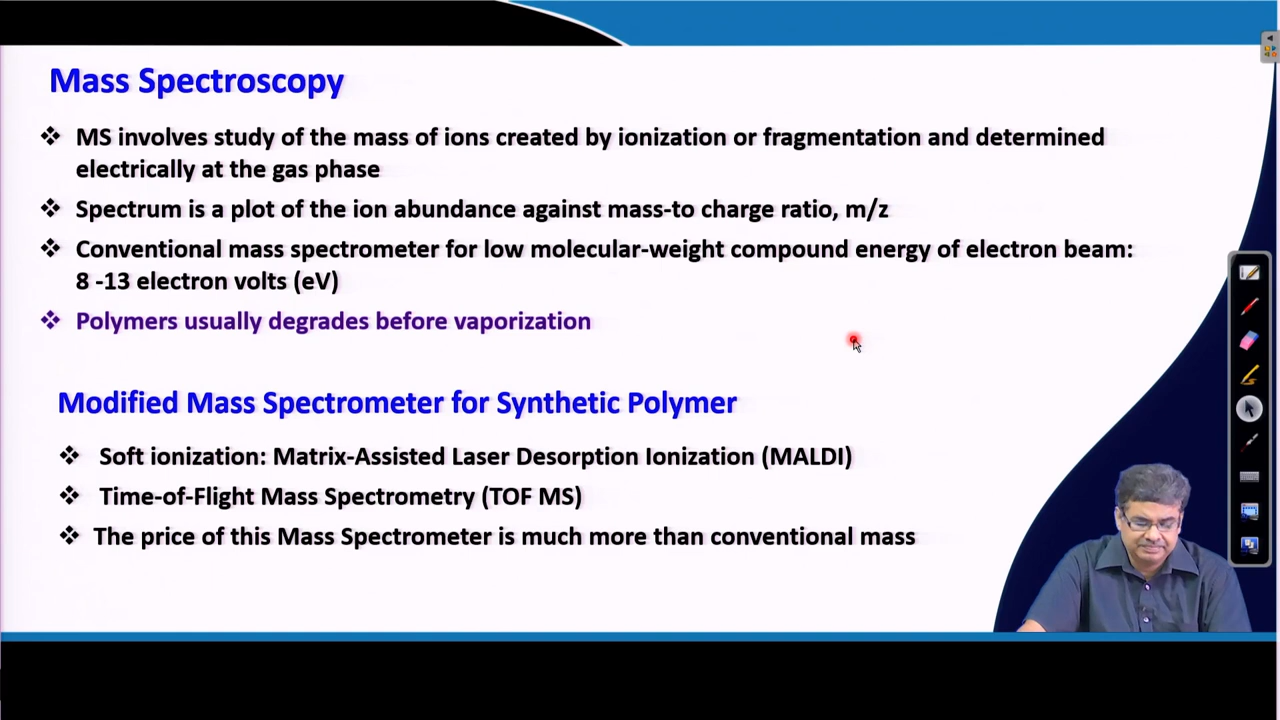 Mass Spectroscopy
❖ MS involves study of the mass of ions created by ionization or fragmentation and determined
electrically at the gas phase
❖ Spectrum is a plot of the ion abundance against mass-to charge ratio, m/z
❖ Conventional mass spectrometer for low molecular-weight compound energy of electron beam:
8 -13 electron volts (eV)
❖ Polymers usually degrades before vaporization
Modified Mass Spectrometer for Synthetic Polymer
❖ Soft ionization: Matrix-Assisted Laser Desorption Ionization (MALDI)
❖ Time-of-Flight Mass Spectrometry (TOF MS)
❖ The price of this Mass Spectrometer is much more than conventional mass